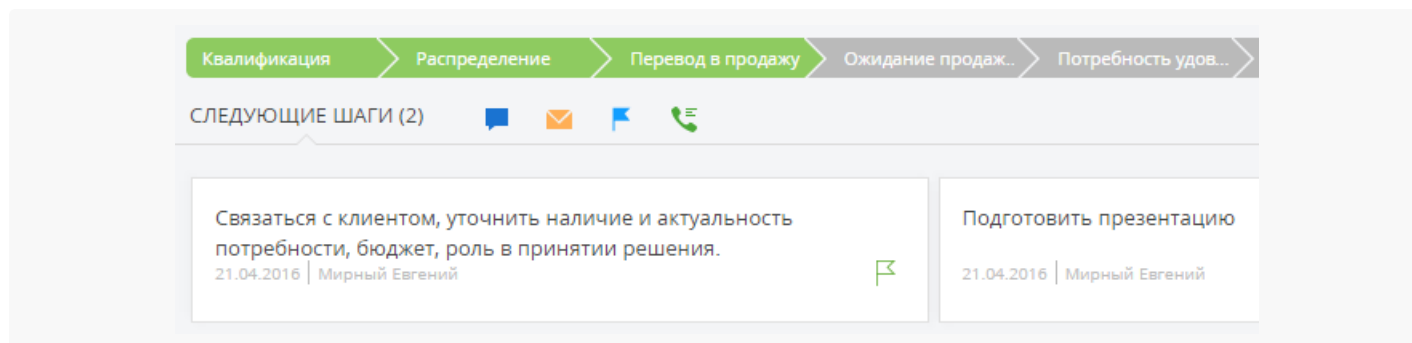 Квалификация
Распределение
Перевод в продажу
Ожидание продаж..
Потребность удов...
СЛЕДУЮЩИЕ ШАГИ (2)
Связаться с клиентом, уточнить наличие и актуальность
потребности, бюджет, роль в принятии решения.
21.04.2016 | Мирный Евгений
Подготовить презентацию
21.04.2016 | Мирный Евгений